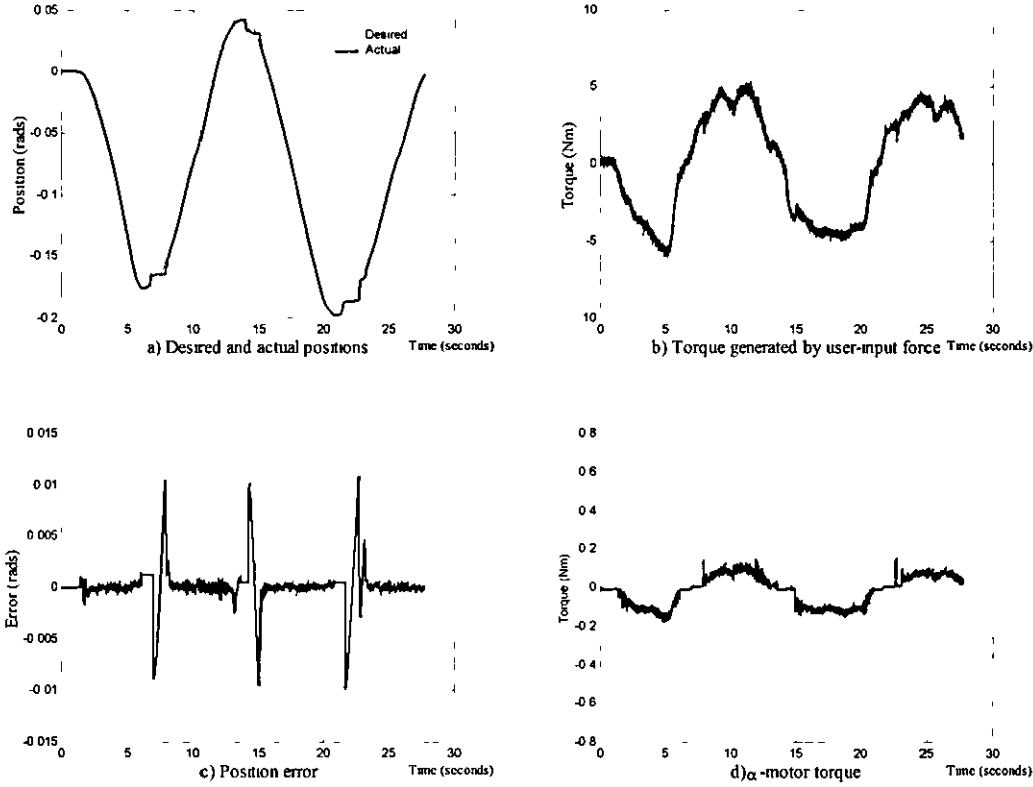 0 05
0
-0 05
-0 1
-0 15
-0 2
0 5 10 15 20 25 30
Position (rads)
Desired
Actual
a) Desired and actual positions
Time (seconds)
10
5
0
-5
10
0 5 10 15 20 25 30
Torque (Nm)
b) Torque generated by user-input force
Time (seconds)
0 015
0 01
0 005
0
-0 005
-0 01
-0 015
0 5 10 15 20 25 30
Error (rads)
c) Position error
Time (seconds)
0 8
0 6
0 4
0 2
0
-0 2
-0 4
-0 6
-0 8
0 5 10 15 20 25 30
Torque (Nm)
d) α -motor torque
Time (seconds)